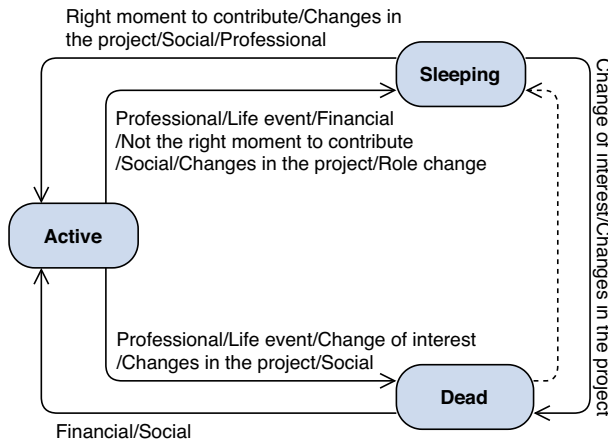 Right moment to contribute/Changes in
the project/Social/Professional
Sleeping
Professional/Life event/Financial
/Not the right moment to contribute
/Social/Changes in the project/Role change
Change of interest/Changes in the project
Active
Professional/Life event/Change of interest
/Changes in the project/Social
Dead
Financial/Social